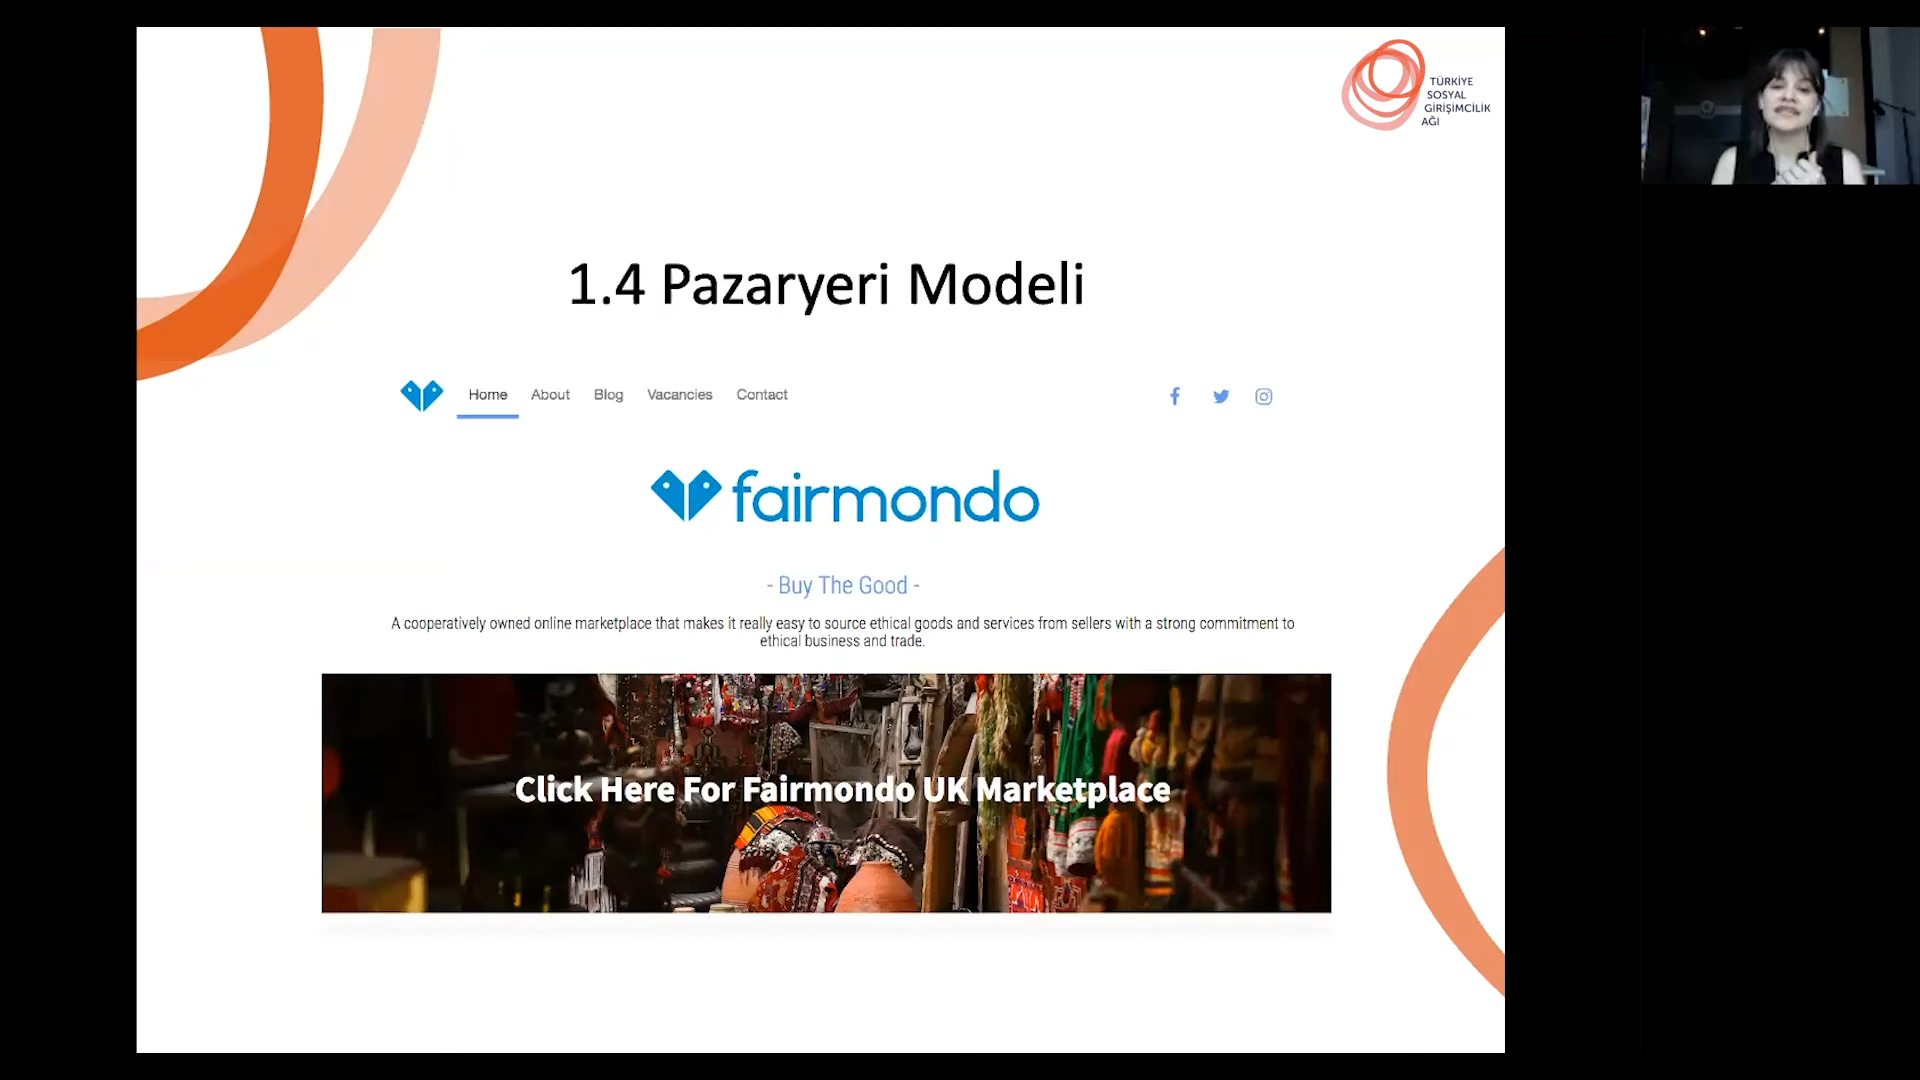 TÜRKİYE
SOSYAL
GİRİŞİMCİLİK
AĞI
1.4 Pazaryeri Modeli
Home About Blog Vacancies Contact
fairmondo
- Buy The Good -
A cooperatively owned online marketplace that makes it really easy to source ethical goods and services from sellers with a strong commitment to
ethical business and trade.
Click Here For Fairmondo UK Marketplace